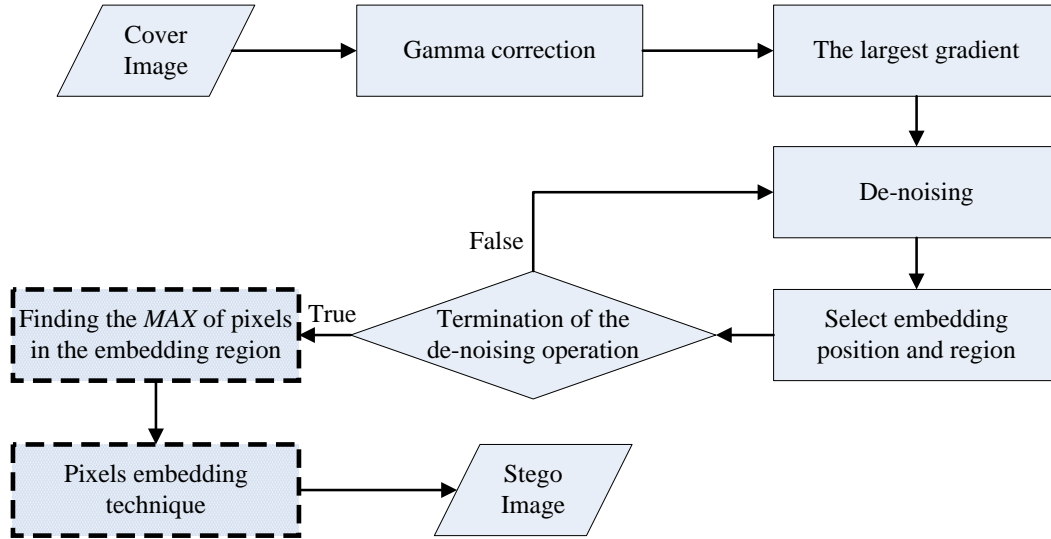 Cover
Image
Gamma correction
The largest gradient
De-noising
False
Select embedding
position and region
Termination of the
de-noising operation
True
Finding the MAX of pixels
in the embedding region
Pixels embedding
technique
Stego
Image